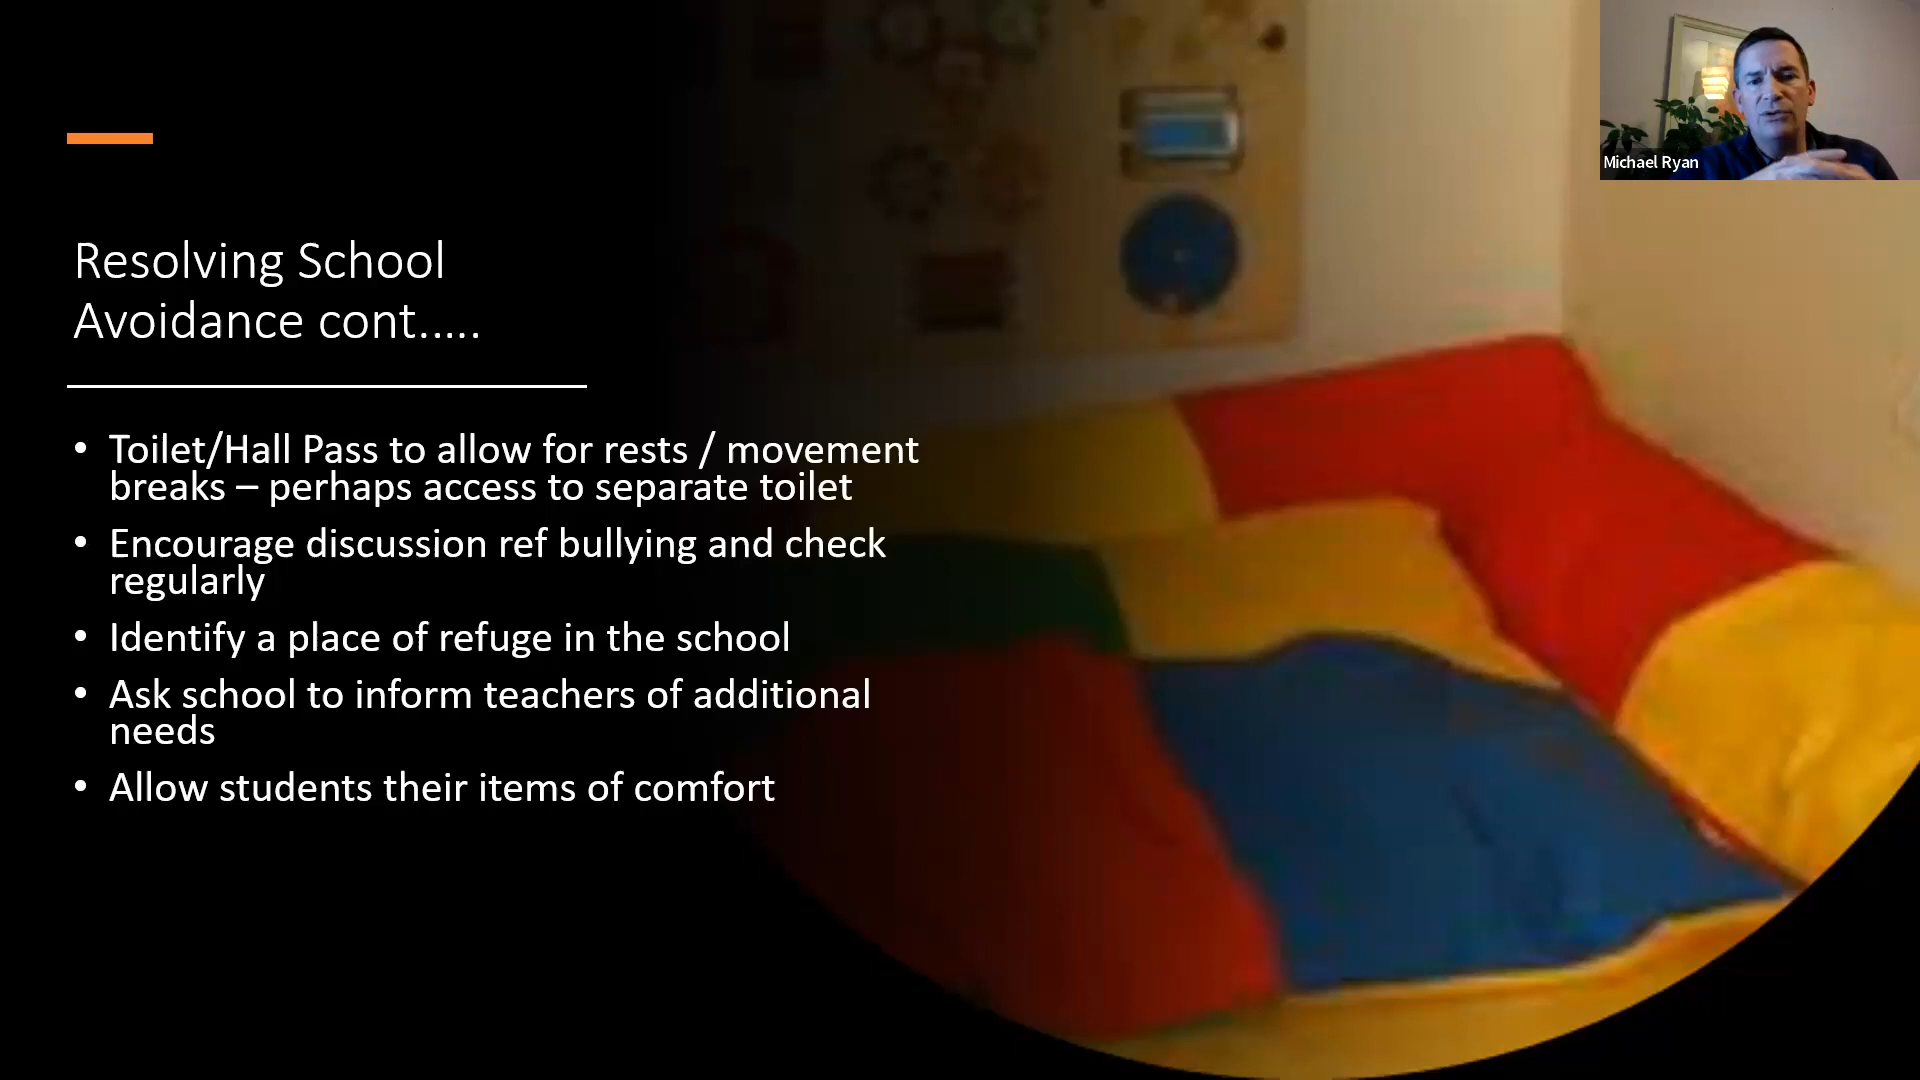 Resolving School
Avoidance cont.....
• Toilet/Hall Pass to allow for rests / movement
breaks – perhaps access to separate toilet
• Encourage discussion ref bullying and check
regularly
• Identify a place of refuge in the school
• Ask school to inform teachers of additional
needs
• Allow students their items of comfort
Michael Ryan